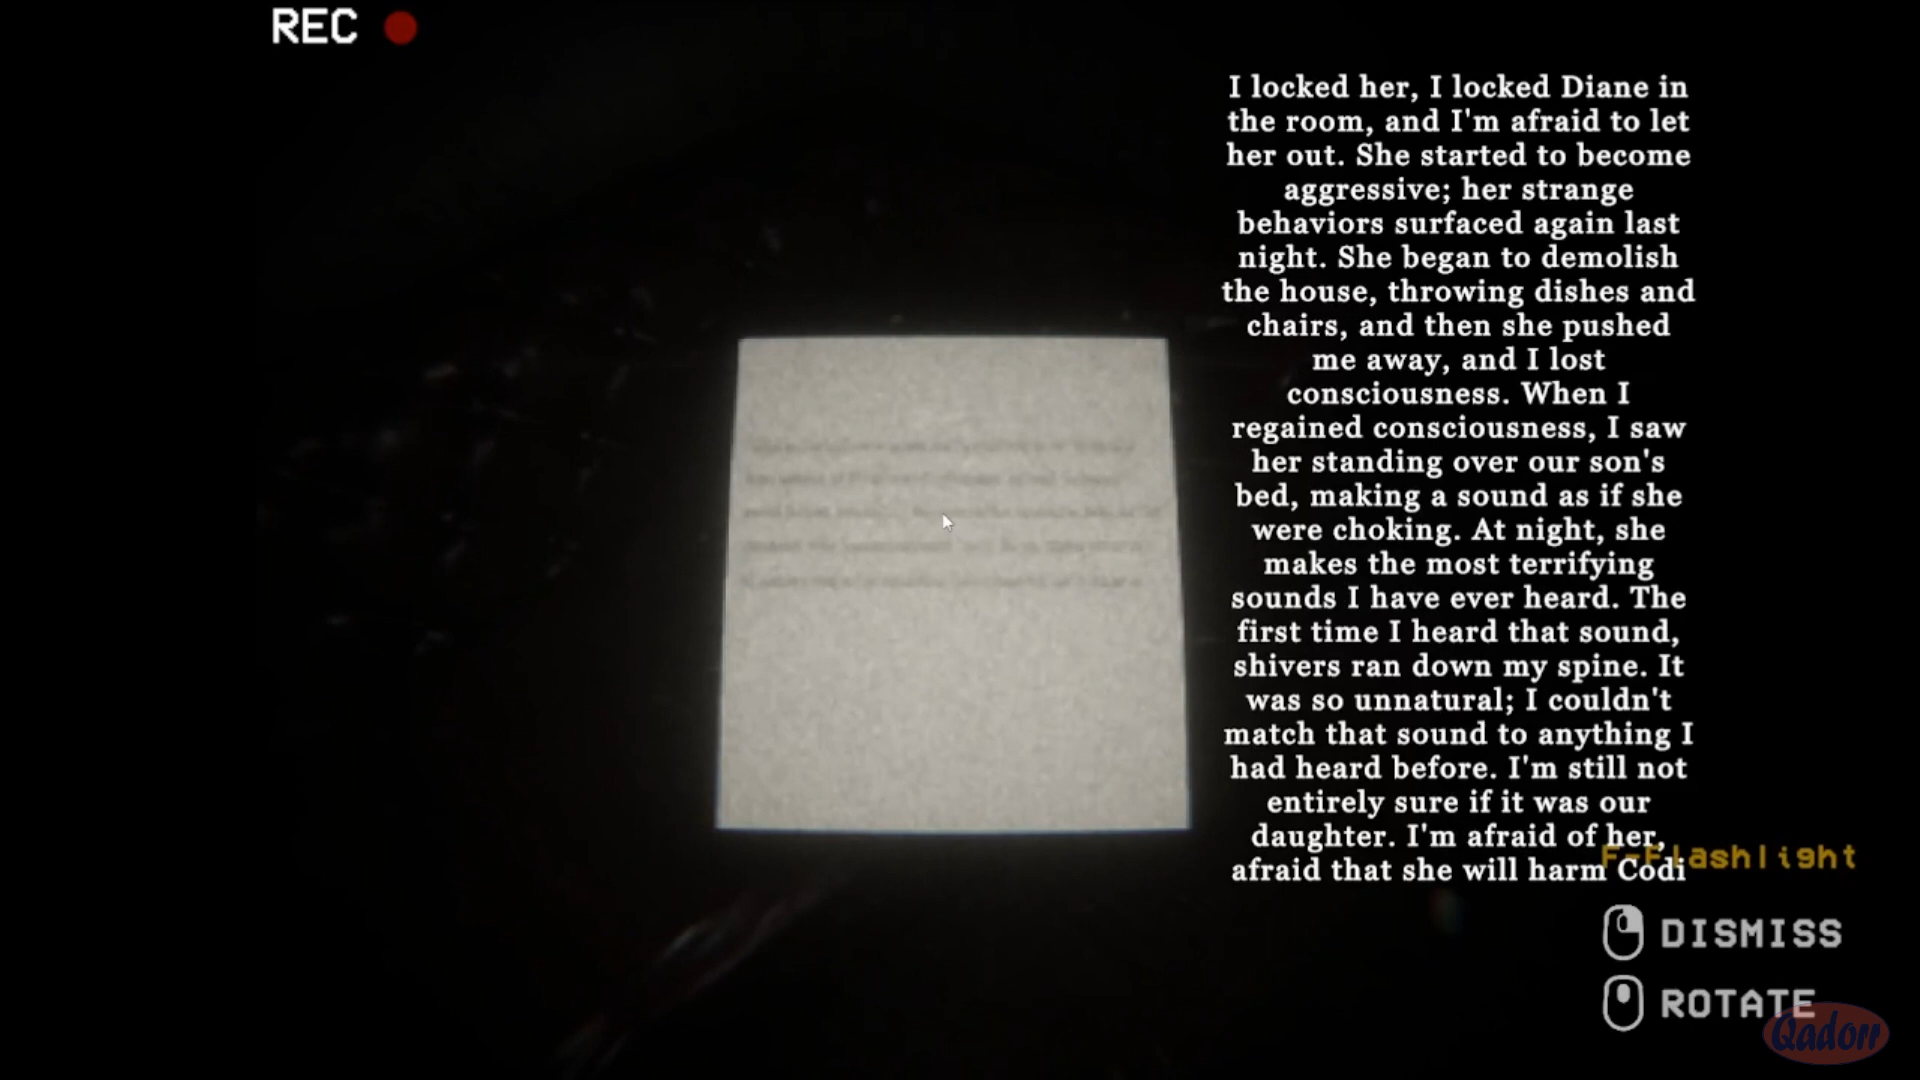 REC
I locked her, I locked Diane in
the room, and I'm afraid to let
her out. She started to become
aggressive; her strange
behaviors surfaced again last
night. She began to demolish
the house, throwing dishes and
chairs, and then she pushed
me away, and I lost
consciousness. When I
regained consciousness, I saw
her standing over our son's
bed, making a sound as if she
were choking. At night, she
makes the most terrifying
sounds I have ever heard. The
first time I heard that sound,
shivers ran down my spine. It
was so unnatural; I couldn't
match that sound to anything I
had heard before. I'm still not
entirely sure if it was our
daughter. I'm afraid of her,
afraid that she will harm Codi
F-Flashlight
DISMISS
ROTATE
Qadorr